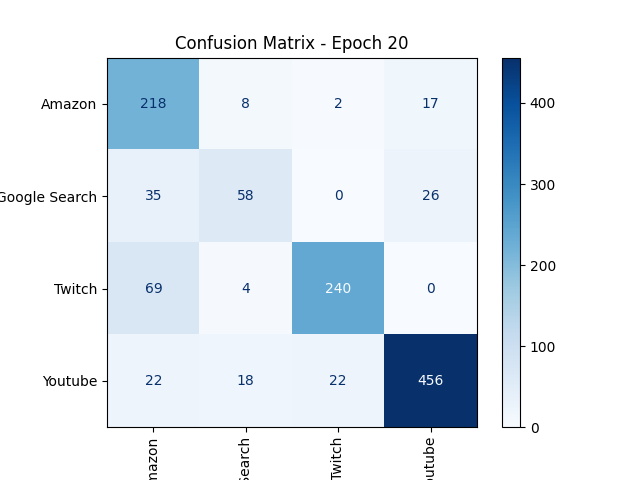 Confusion Matrix - Epoch 20
Amazon 218 8 2 17
Google Search 35 58 0 26
Twitch 69 4 240 0
Youtube 22 18 22 456
mazon
Search
Twitch
outube
400
300
200
100
0